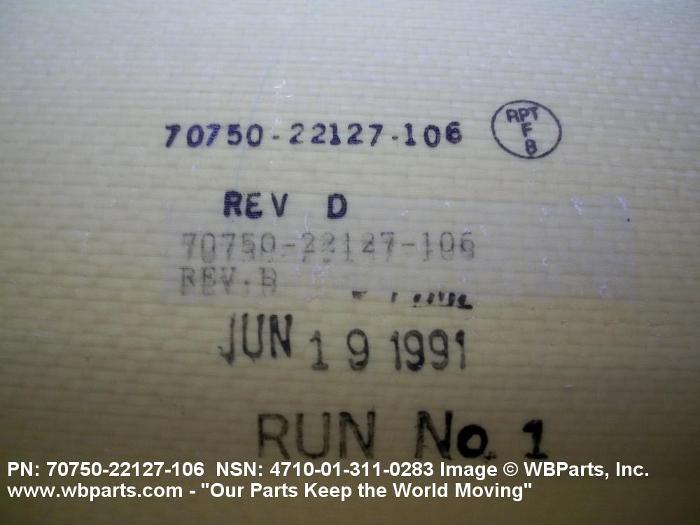 70750-22127-106
RPT
F
8
REV D
70750-22127-106
REV.
JUN 19 1991
RUN No. 1
PN: 70750-22127-106 NSN: 4710-01-311-0283 Image © WBParts, Inc.
www.wbparts.com - "Our Parts Keep the World Moving"